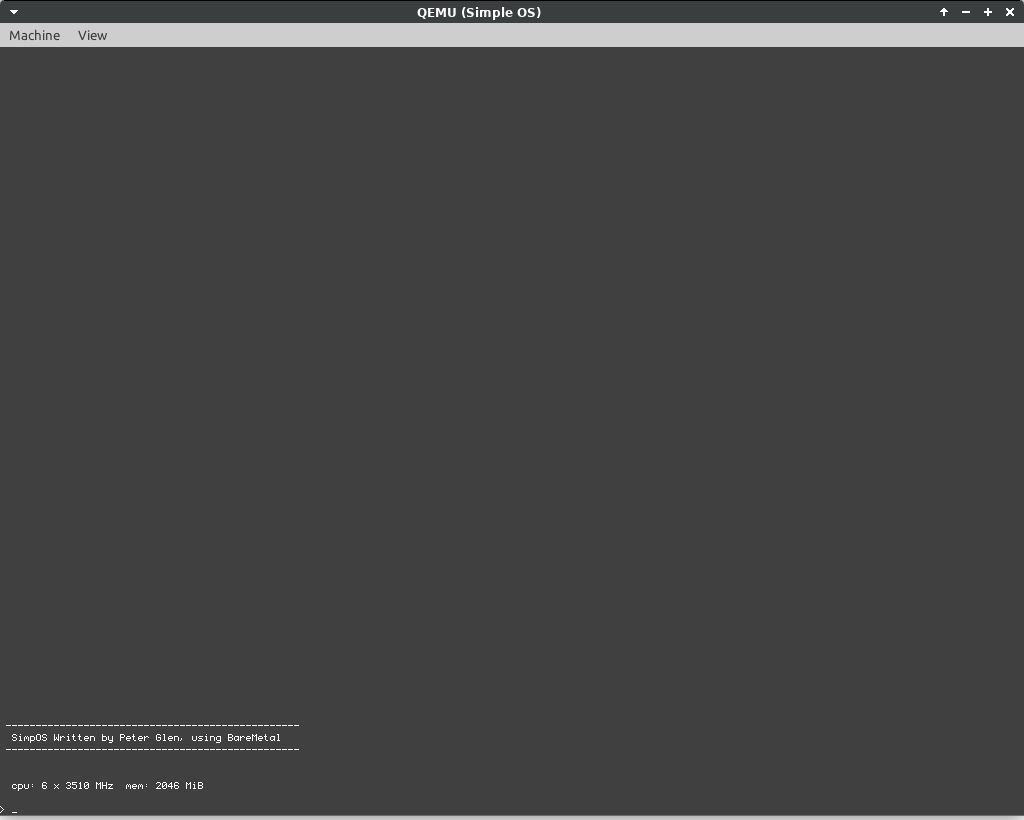 QEMU (Simple OS)
Machine View
------------------------------------------------
SimpOS Written by Peter Glen, using BareMetal
------------------------------------------------
cpu: 6 x 3510 MHz mem: 2046 MiB
> _